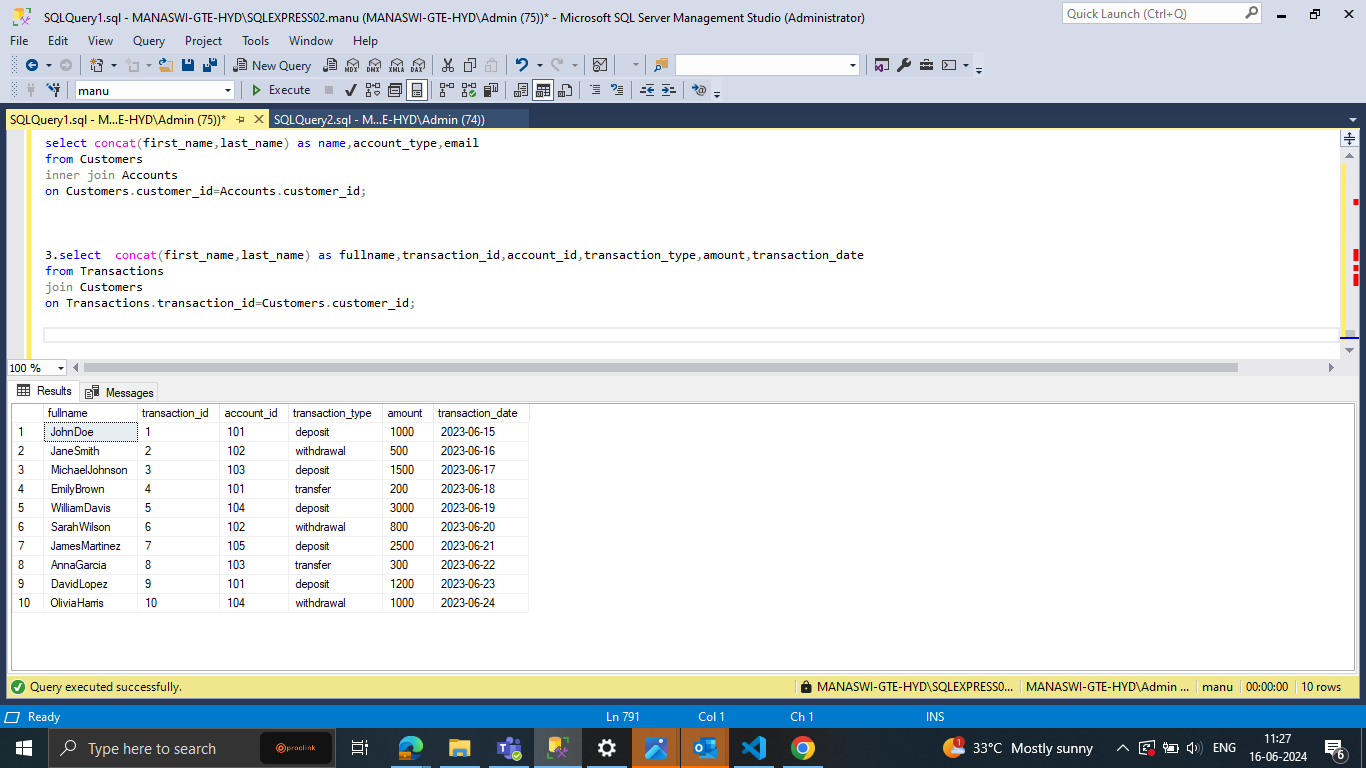 SQLQuery1.sql - MANASWI-GTE-HYD\SQLEXPRESS02.manu (MANASWI-GTE-HYD\Admin (75))* - Microsoft SQL Server Management Studio (Administrator)
Quick Launch (Ctrl+Q)
File Edit View Query Project Tools Window Help
New Query MDX DMX XMLA DAX
manu Execute
SQLQuery1.sql - M...E-HYD\Admin (75))* SQLQuery2.sql - M...E-HYD\Admin (74))
select concat(first_name,last_name) as name,account_type,email
from Customers
inner join Accounts
on Customers.customer_id=Accounts.customer_id;
3.select  concat(first_name,last_name) as fullname,transaction_id,account_id,transaction_type,amount,transaction_date
from Transactions
join Customers
on Transactions.transaction_id=Customers.customer_id;
100 %
Results Messages
fullname transaction_id account_id transaction_type amount transaction_date
1 JohnDoe 1 101 deposit 1000 2023-06-15
2 JaneSmith 2 102 withdrawal 500 2023-06-16
3 MichaelJohnson 3 103 deposit 1500 2023-06-17
4 EmilyBrown 4 101 transfer 200 2023-06-18
5 WilliamDavis 5 104 deposit 3000 2023-06-19
6 SarahWilson 6 102 withdrawal 800 2023-06-20
7 JamesMartinez 7 105 deposit 2500 2023-06-21
8 AnnaGarcia 8 103 transfer 300 2023-06-22
9 DavidLopez 9 101 deposit 1200 2023-06-23
10 OliviaHarris 10 104 withdrawal 1000 2023-06-24
Query executed successfully. MANASWI-GTE-HYD\SQLEXPRESS0... MANASWI-GTE-HYD\Admin ... manu 00:00:00 10 rows
Ready Ln 791 Col 1 Ch 1 INS
Type here to search proclink 1 33°C Mostly sunny ENG 11:27
16-06-2024 6